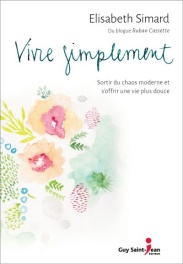 Elisabeth Simard
Du blogue Ruban Cassette
Vivre simplement
Sortir du chaos moderne et
s'offrir une vie plus douce
Guy Saint-Jean
ÉDITEUR